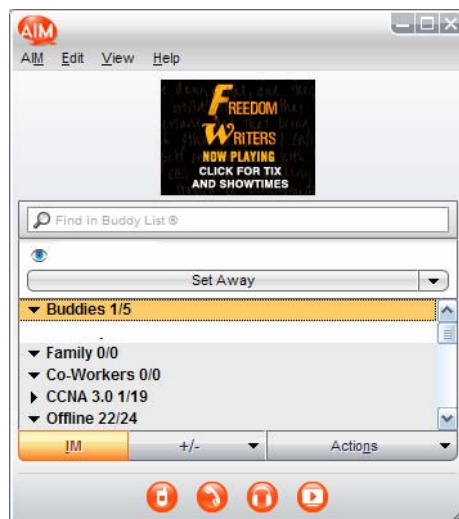 AIM
AIM Edit View Help
FREEDOM
WRITERS
NOW PLAYING
CLICK FOR TIX
AND SHOWTIMES
Find in Buddy List ®
Set Away
Buddies 1/5
Family 0/0
Co-Workers 0/0
CCNA 3.0 1/19
Offline 22/24
IM +/- Actions